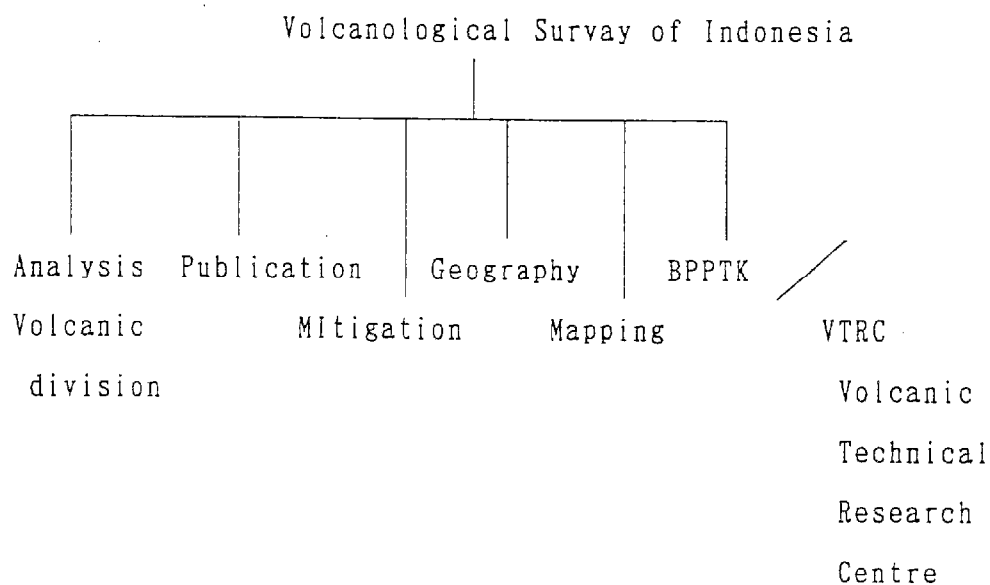 Volcanological Survay of Indonesia
Analysis Publication Geography BPPTK
Volcanic MItigation Mapping VTRC
division Volcanic
Technical
Research
Centre